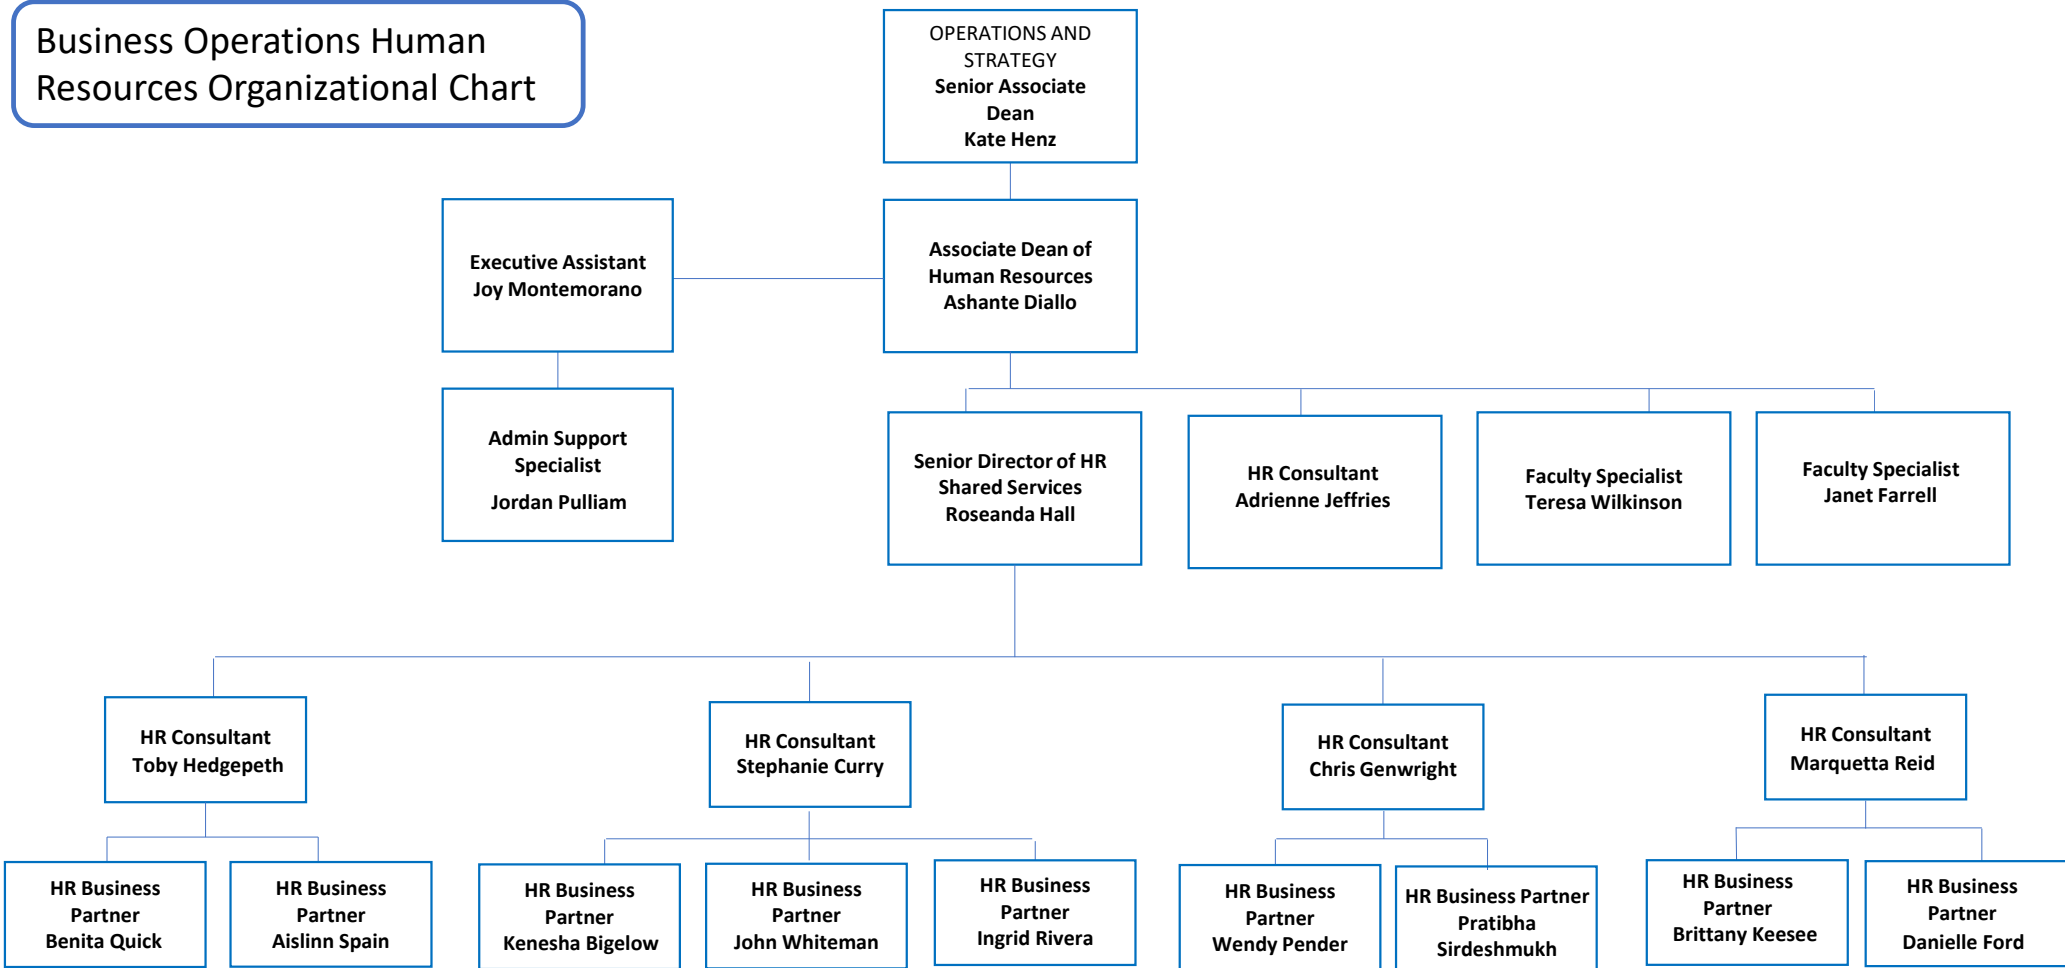 Business Operations Human
Resources Organizational Chart
OPERATIONS AND
STRATEGY
Senior Associate
Dean
Kate Henz
Executive Assistant
Joy Montemorano
Associate Dean of
Human Resources
Ashante Diallo
Admin Support
Specialist
Jordan Pulliam
Senior Director of HR
Shared Services
Roseanda Hall
HR Consultant
Adrienne Jeffries
Faculty Specialist
Teresa Wilkinson
Faculty Specialist
Janet Farrell
HR Consultant
Toby Hedgepeth
HR Consultant
Stephanie Curry
HR Consultant
Chris Genwright
HR Consultant
Marquetta Reid
HR Business
Partner
Benita Quick
HR Business
Partner
Aislinn Spain
HR Business
Partner
Kenesha Bigelow
HR Business
Partner
John Whiteman
HR Business
Partner
Ingrid Rivera
HR Business
Partner
Wendy Pender
HR Business Partner
Pratibha
Sirdeshmukh
HR Business
Partner
Brittany Keesee
HR Business
Partner
Danielle Ford